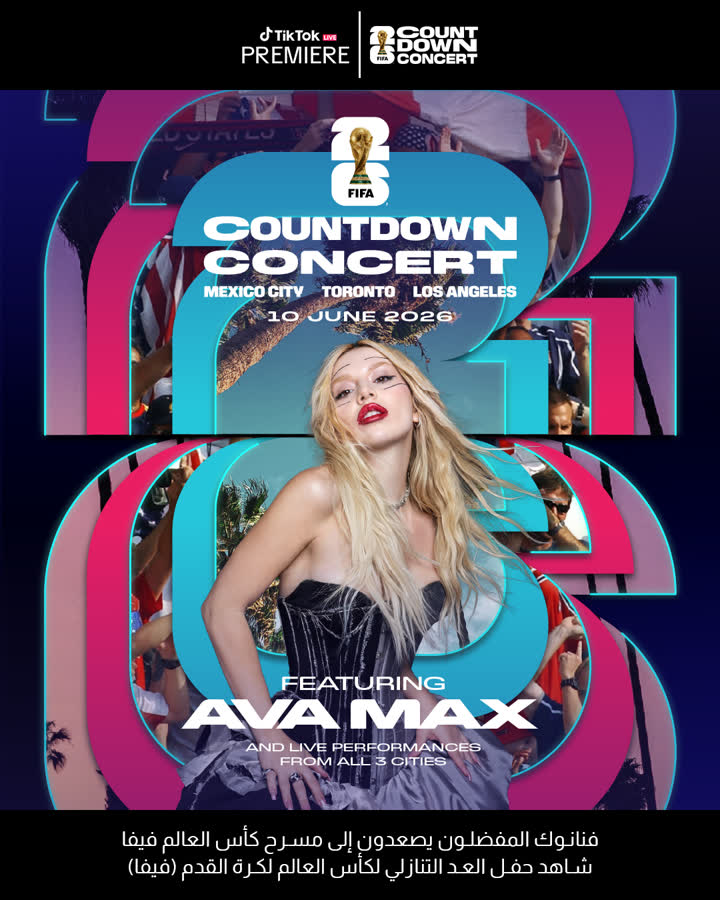 TikTok LIVE
PREMIERE
FIFA
COUNT
DOWN
CONCERT
UNITED STATES
26
FIFA
COUNTDOWN
CONCERT
MEXICO CITY TORONTO LOS ANGELES
10 JUNE 2026
FEATURING
AVA MAX
AND LIVE PERFORMANCES
FROM ALL 3 CITIES
فنانوك المفضلون يصعدون إلى مسرح كأس العالم فيفا
شاهد حفل العد التنازلي لكأس العالم لكرة القدم (فيفا)